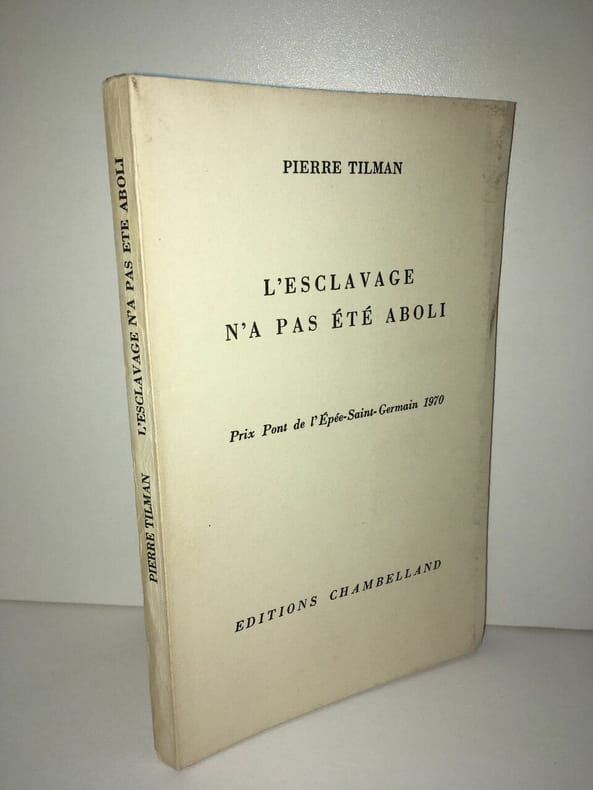 PIERRE TILMAN
L'ESCLAVAGE
N'A PAS ÉTÉ ABOLI
Prix Pont de l'Épée-Saint-Germain 1970
EDITIONS CHAMBELLAND
PIERRE TILMAN L'ESCLAVAGE N'A PAS ETE ABOLI